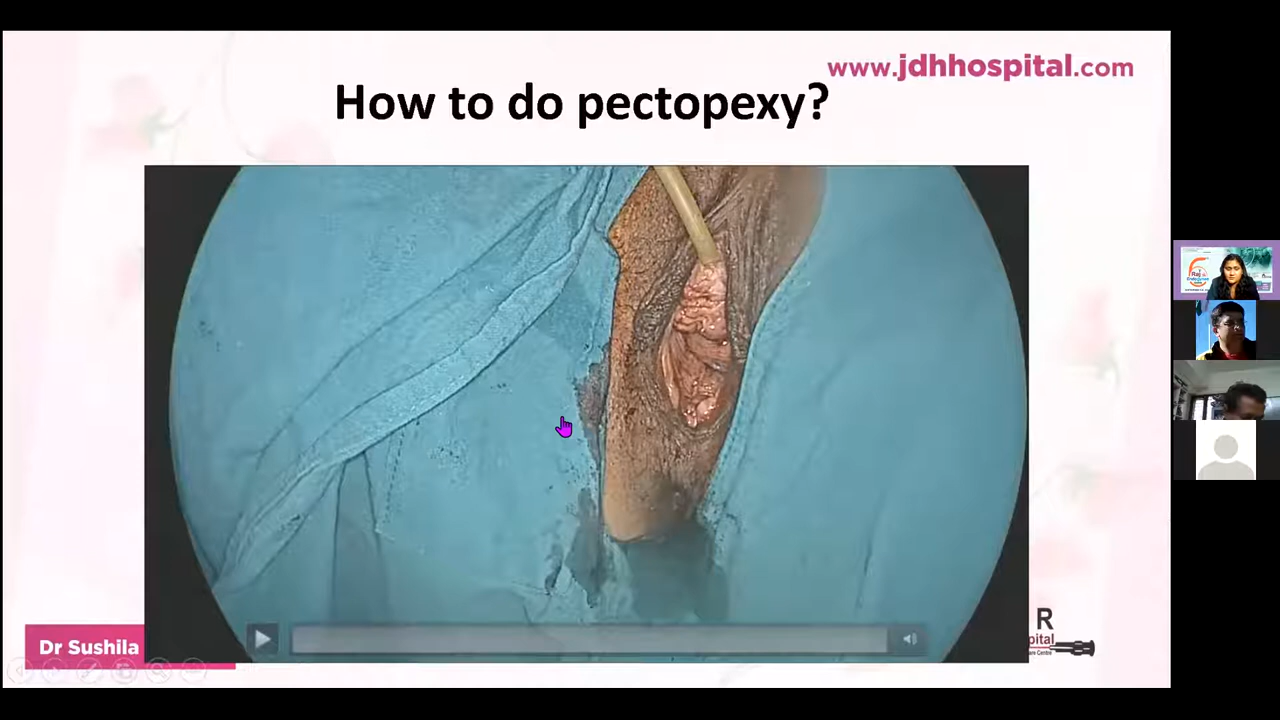 www.jdhhospital.com
How to do pectopexy?
Dr Sushila
R
pital